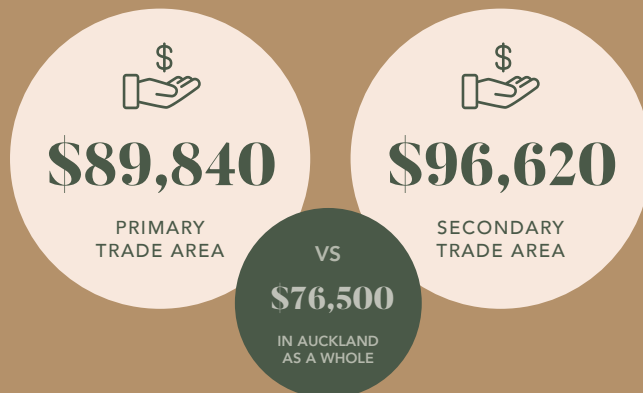 $
$89,840
PRIMARY
TRADE AREA
$
$96,620
SECONDARY
TRADE AREA
VS
$76,500
IN AUCKLAND
AS A WHOLE